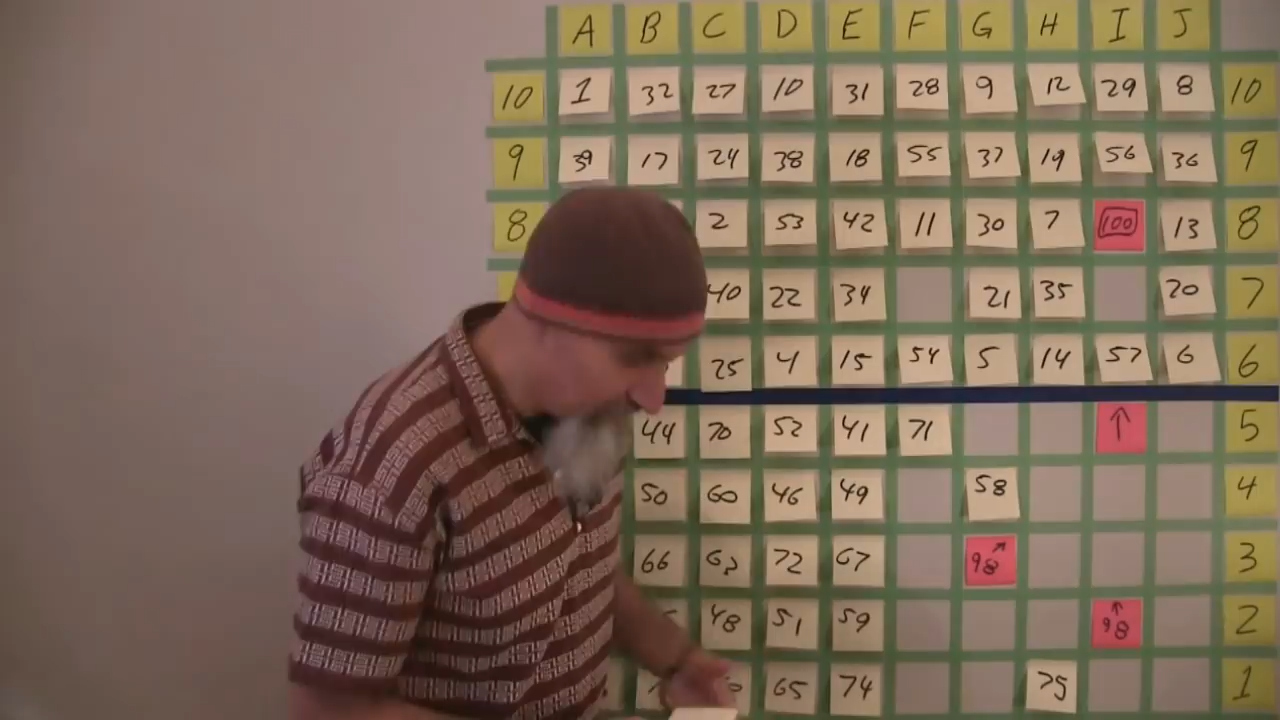 A B C D E F G H I J
10 1 32 27 10 31 28 9 12 29 8 10
9 39 17 24 38 18 55 37 19 56 36 9
8 2 53 42 11 30 7 100 13 8
40 22 34 21 35 20 7
25 4 15 54 5 14 57 6 6
44 70 52 41 71 ↑ 5
50 60 46 49 58 4
66 72 67 98 ↗ 3
48 51 59 ↑ 98 2
65 74 75 1